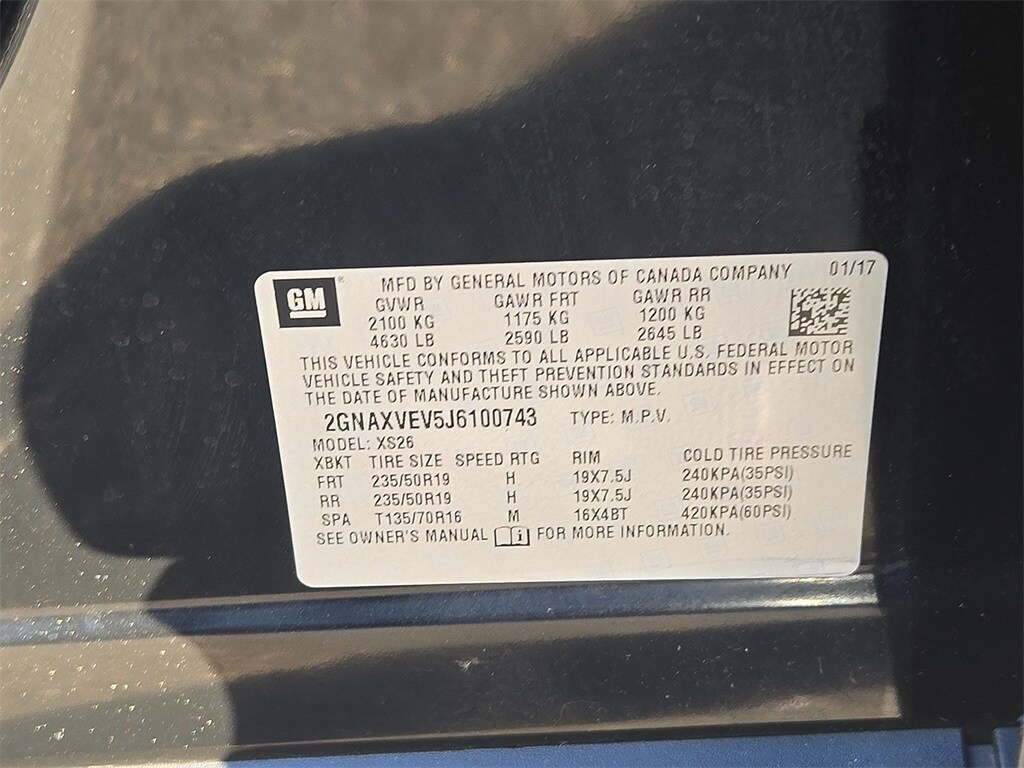 GM ®
MFD BY GENERAL MOTORS OF CANADA COMPANY 01/17
GVWR GAWR FRT GAWR RR
2100 KG 1175 KG 1200 KG
4630 LB 2590 LB 2645 LB
THIS VEHICLE CONFORMS TO ALL APPLICABLE U.S. FEDERAL MOTOR
VEHICLE SAFETY AND THEFT PREVENTION STANDARDS IN EFFECT ON
THE DATE OF MANUFACTURE SHOWN ABOVE.
2GNAXVEV5J6100743 TYPE: M.P.V.
MODEL: XS26
XBKT TIRE SIZE SPEED RTG RIM COLD TIRE PRESSURE
FRT 235/50R19 H 19X7.5J 240KPA(35PSI)
RR 235/50R19 H 19X7.5J 240KPA(35PSI)
SPA T135/70R16 M 16X4BT 420KPA(60PSI)
SEE OWNER'S MANUAL i FOR MORE INFORMATION.